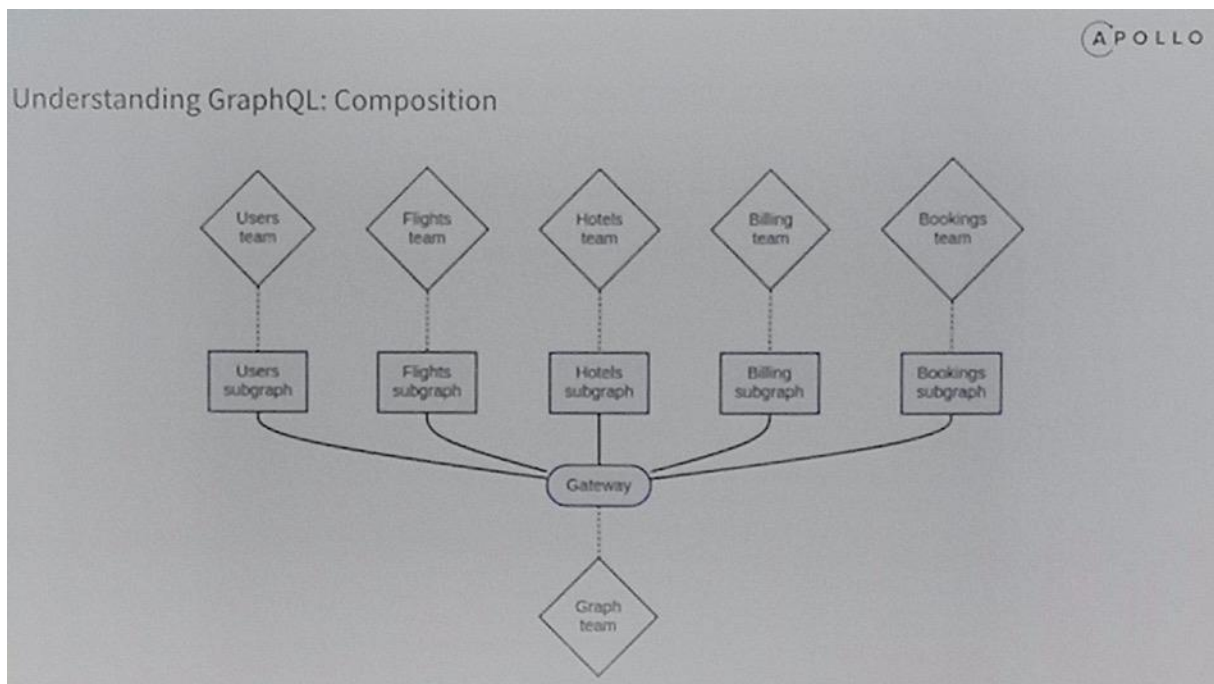 APOLLO
Understanding GraphQL: Composition
Users
team
Flights
team
Hotels
team
Billing
team
Bookings
team
Users
subgraph
Flights
subgraph
Hotels
subgraph
Billing
subgraph
Bookings
subgraph
Gateway
Graph
team